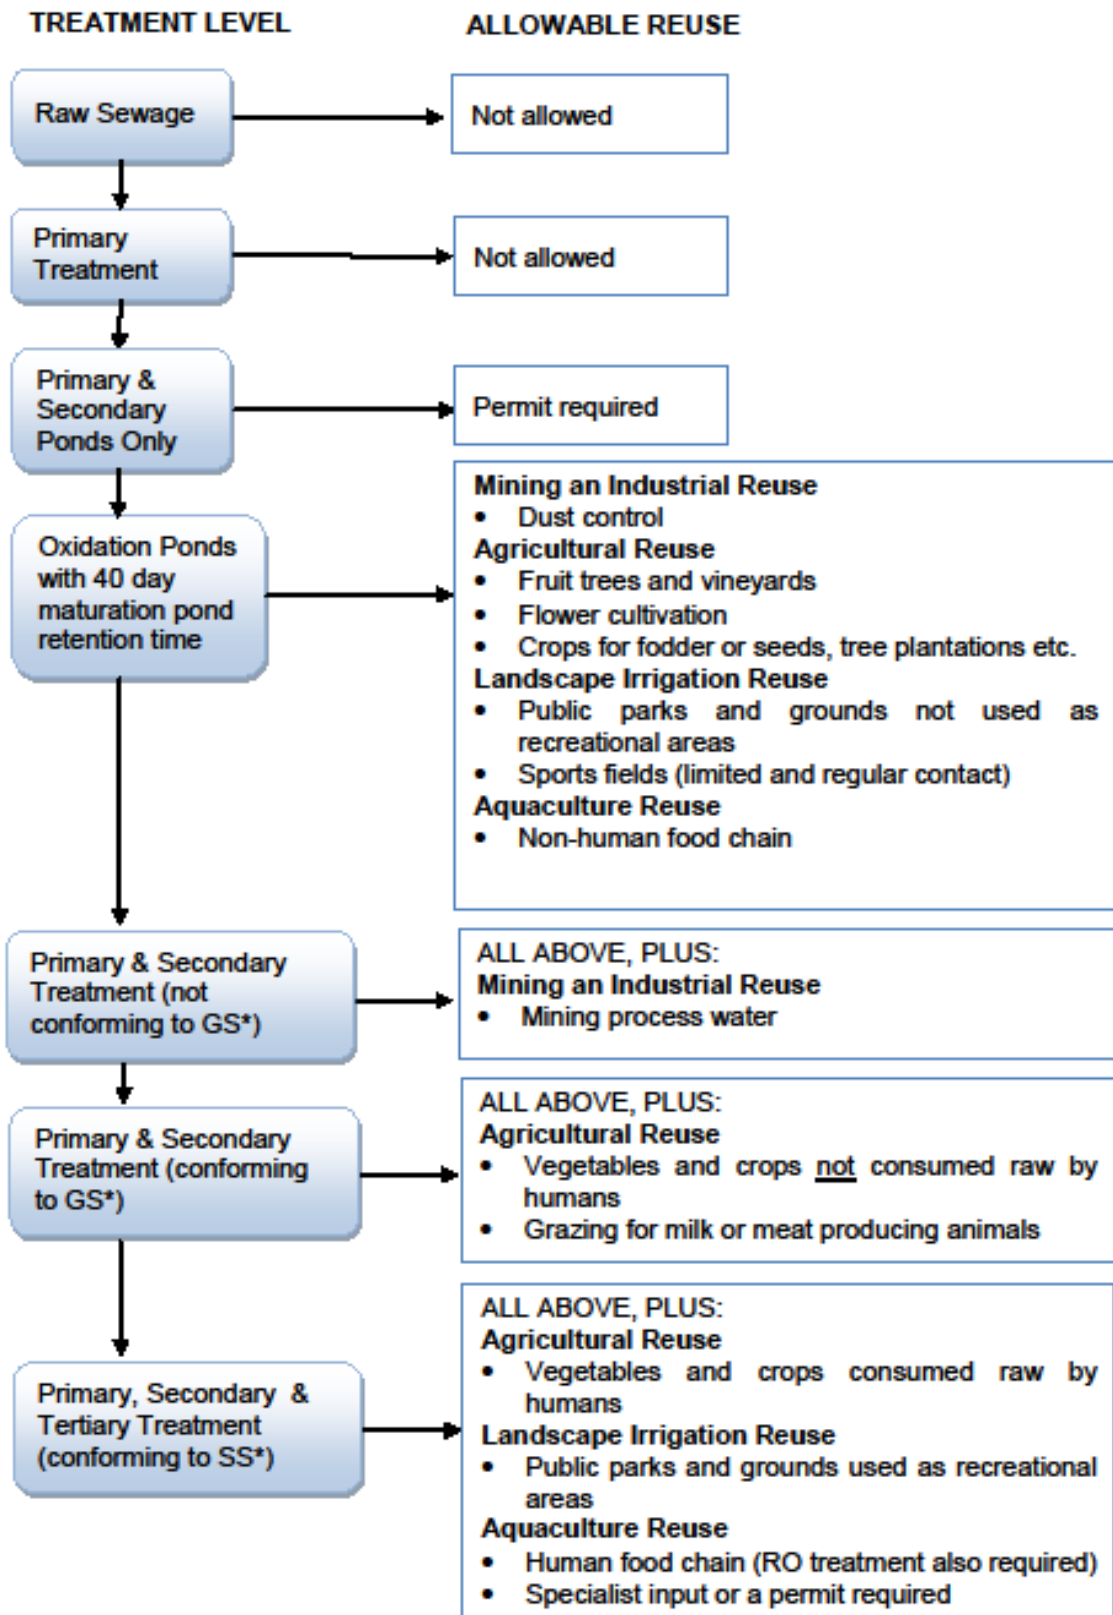 TREATMENT LEVEL
ALLOWABLE REUSE
Raw Sewage
Not allowed
Primary
Treatment
Not allowed
Primary &
Secondary
Ponds Only
Permit required
Oxidation Ponds
with 40 day
maturation pond
retention time
Mining an Industrial Reuse
• Dust control
Agricultural Reuse
• Fruit trees and vineyards
• Flower cultivation
• Crops for fodder or seeds, tree plantations etc.
Landscape Irrigation Reuse
• Public parks and grounds not used as
recreational areas
• Sports fields (limited and regular contact)
Aquaculture Reuse
• Non-human food chain
Primary & Secondary
Treatment (not
conforming to GS*)
ALL ABOVE, PLUS:
Mining an Industrial Reuse
• Mining process water
Primary & Secondary
Treatment (conforming
to GS*)
ALL ABOVE, PLUS:
Agricultural Reuse
• Vegetables and crops not consumed raw by
humans
• Grazing for milk or meat producing animals
Primary, Secondary &
Tertiary Treatment
(conforming to SS*)
ALL ABOVE, PLUS:
Agricultural Reuse
• Vegetables and crops consumed raw by
humans
Landscape Irrigation Reuse
• Public parks and grounds used as recreational
areas
Aquaculture Reuse
• Human food chain (RO treatment also required)
• Specialist input or a permit required